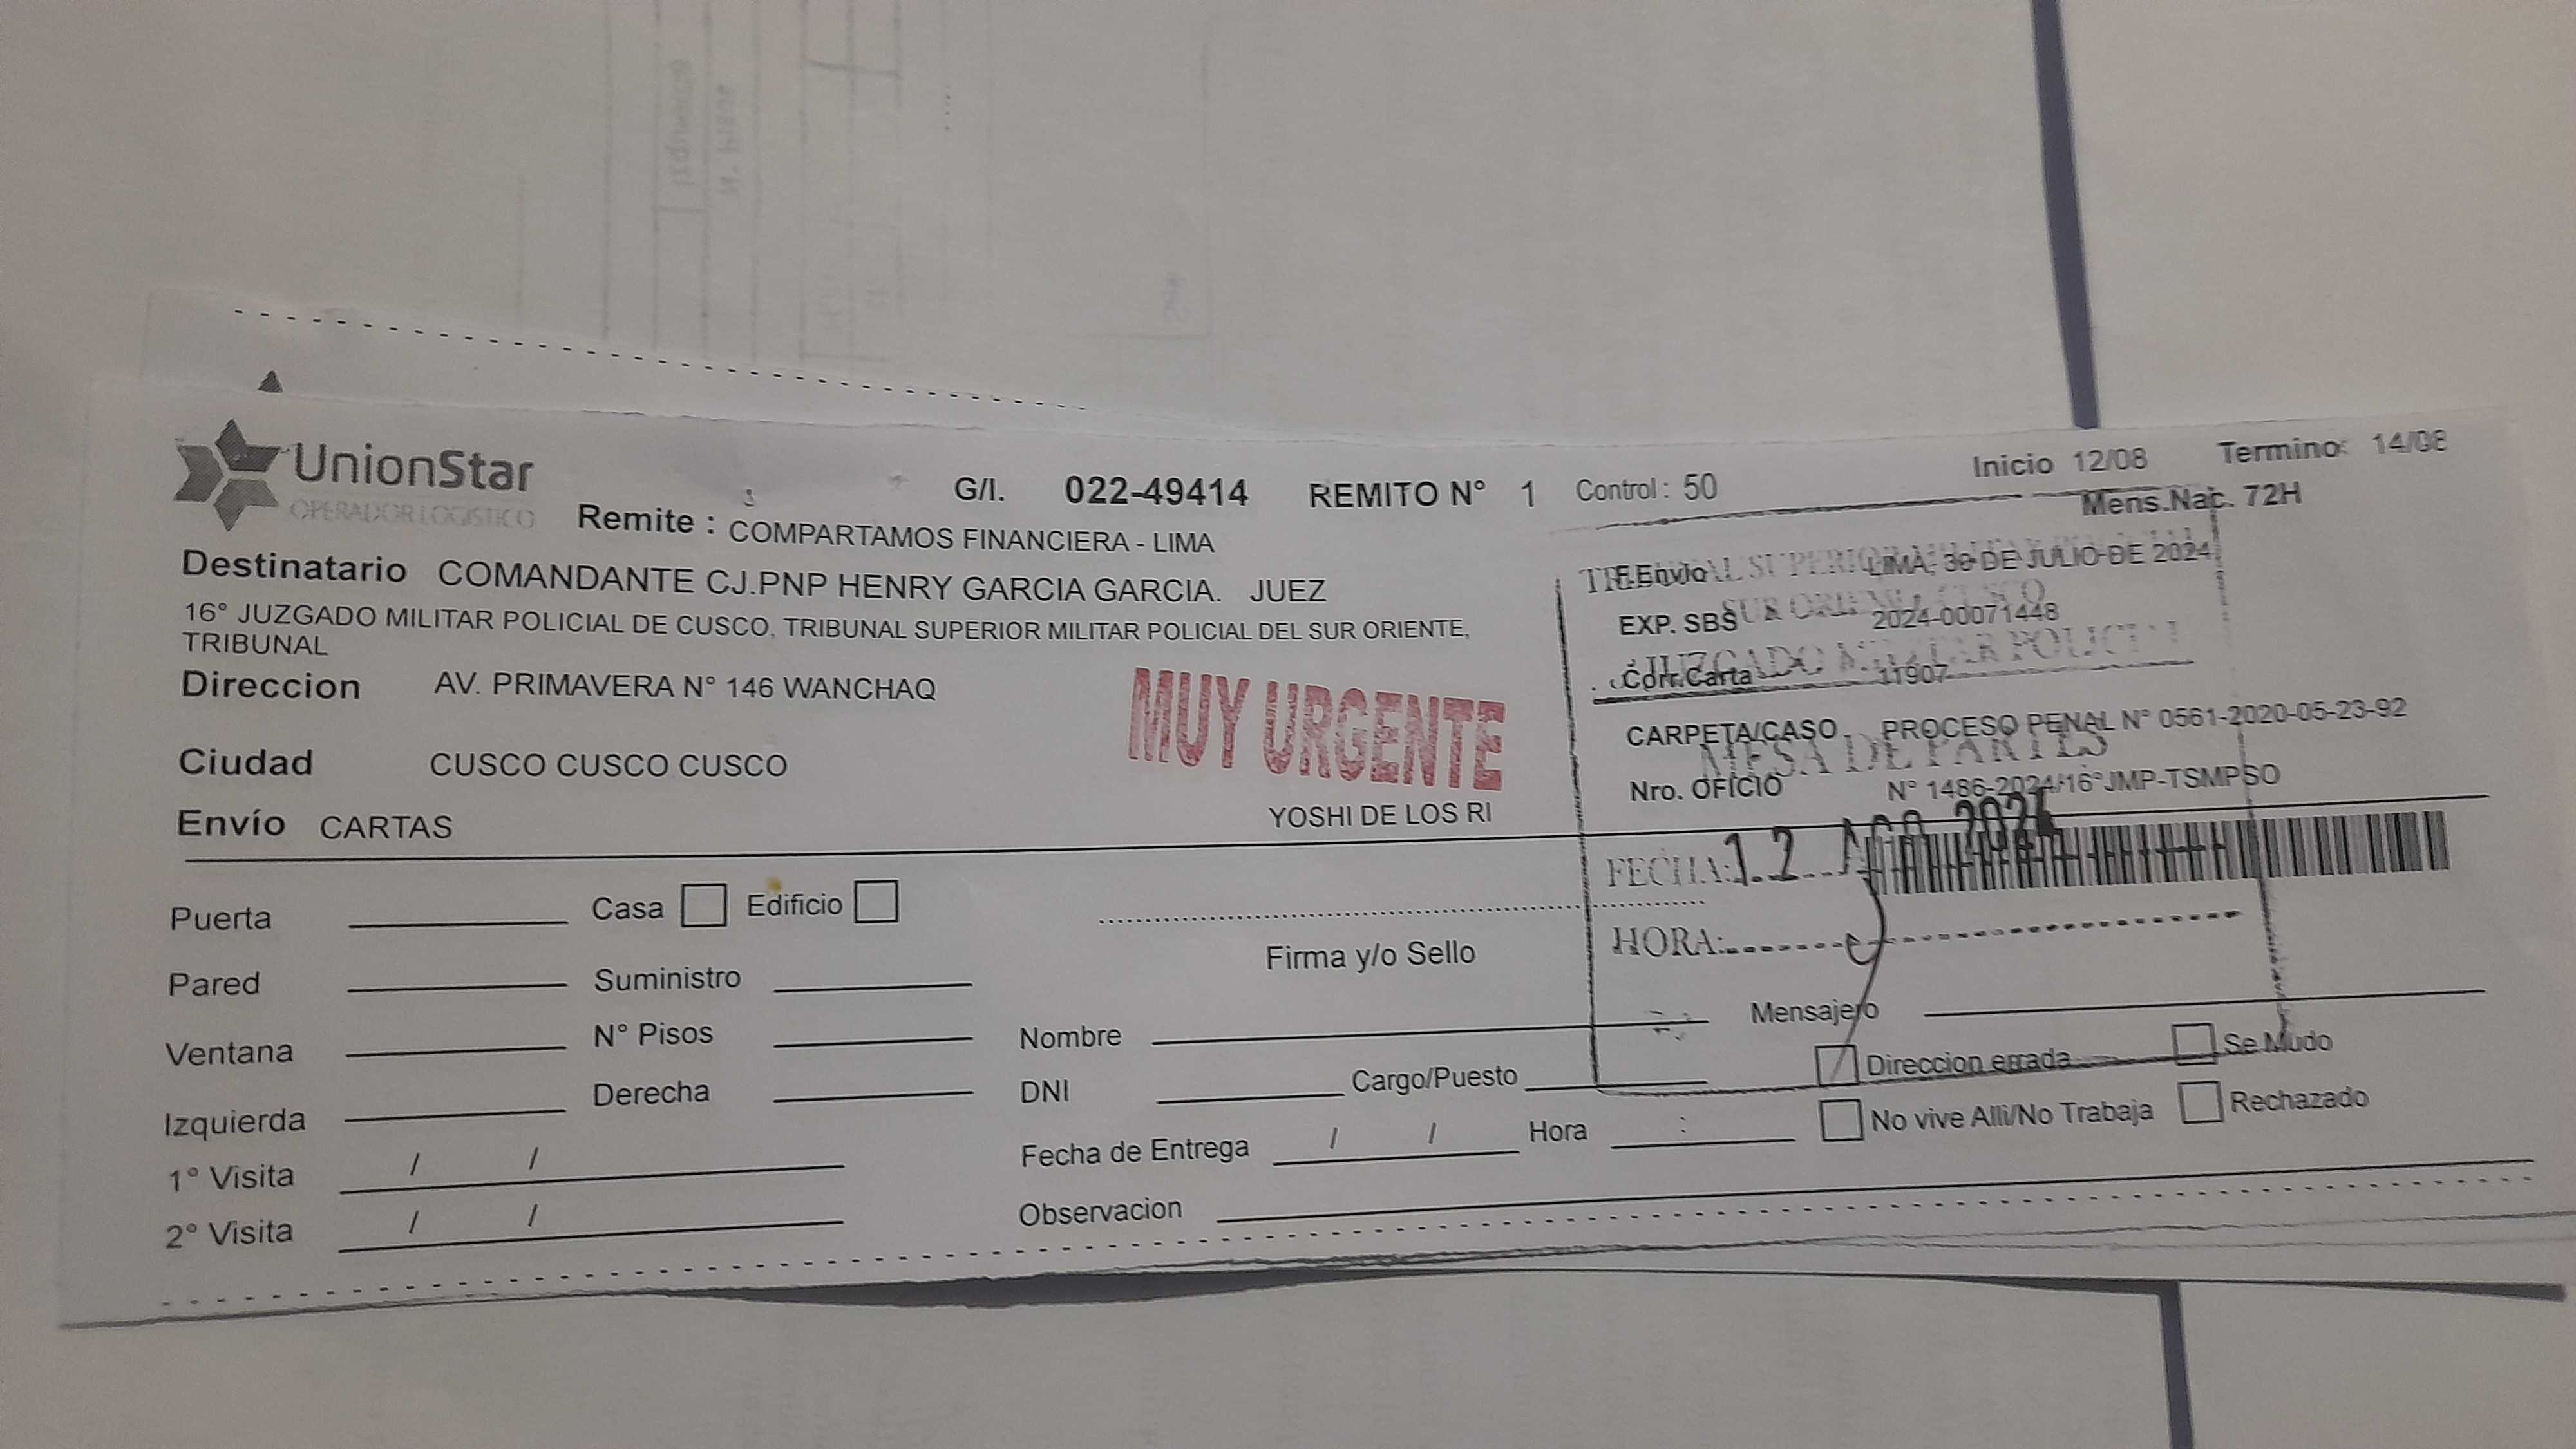 UnionStar
OPERADOR LOGISTICO
G/I. 022-49414 REMITO N° 1 Control : 50
Inicio 12/08 Termino: 14/08
Mens.Nac. 72H
Remite : COMPARTAMOS FINANCIERA - LIMA
Destinatario COMANDANTE CJ.PNP HENRY GARCIA GARCIA. JUEZ
16° JUZGADO MILITAR POLICIAL DE CUSCO, TRIBUNAL SUPERIOR MILITAR POLICIAL DEL SUR ORIENTE,
TRIBUNAL
Direccion AV. PRIMAVERA N° 146 WANCHAQ
Ciudad CUSCO CUSCO CUSCO
Envío CARTAS
MUY URGENTE
YOSHI DE LOS RI
F.Envio LIMA, 30 DE JULIO DE 2024
EXP. SBS 2024-00071448
Corr.Carta 11907
CARPETA/CASO PROCESO PENAL N° 0561-2020-05-23-92
Nro. OFICIO N° 1486-2024/16°JMP-TSMPSO
SUPERIOR
SUR ORIENTE CUSCO
JUZGADO MILITAR POLICIAL
MESA DE PARTES
FECHA: 12 AGO 2024
HORA:
Puerta Casa Edificio
Pared Suministro
Ventana N° Pisos
Izquierda Derecha
1° Visita / /
2° Visita / /
Firma y/o Sello
Nombre
DNI Cargo/Puesto
Fecha de Entrega / / Hora :
Observacion
Mensajero
Direccion errada Se Mudo
No vive Alli/No Trabaja Rechazado